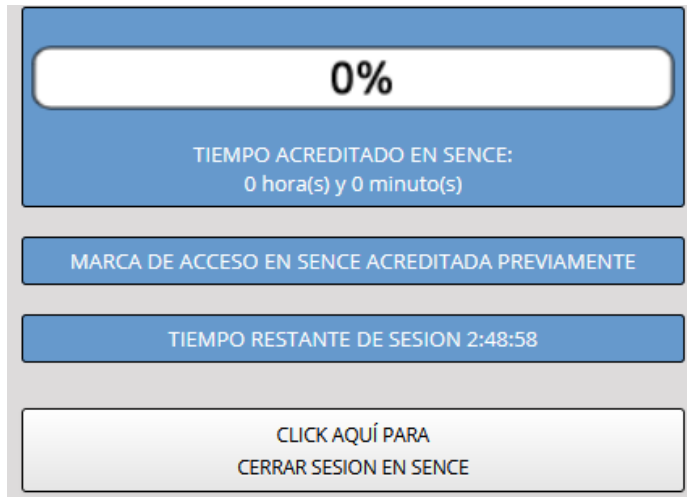 0%
TIEMPO ACREDITADO EN SENCE:
0 hora(s) y 0 minuto(s)
MARCA DE ACCESO EN SENCE ACREDITADA PREVIAMENTE
TIEMPO RESTANTE DE SESION 2:48:58
CLICK AQUÍ PARA
CERRAR SESION EN SENCE